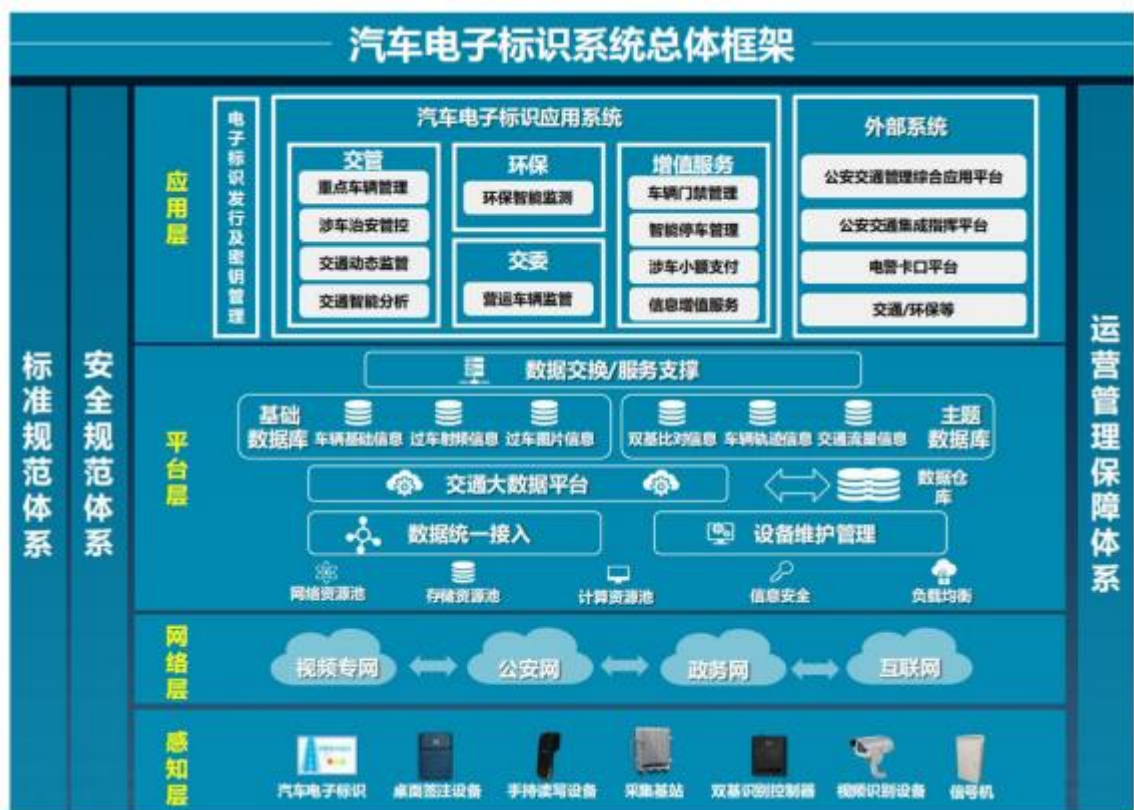 汽车电子标识系统总体框架
标准规范体系
安全规范体系
应用层
电子标识发行及密钥管理
汽车电子标识应用系统
交管
重点车辆管理
涉车治安管控
交通动态监管
交通智能分析
环保
环保智能监测
交委
营运车辆监管
增值服务
车辆门禁管理
智能停车管理
涉车小额支付
信息增值服务
外部系统
公安交通管理综合应用平台
公安交通集成指挥平台
电警卡口平台
交通/环保等
平台层
数据交换/服务支撑
基础
数据库
车辆基础信息
过车射频信息
过车图片信息
双基比对信息
车辆轨迹信息
交通流量信息
主题
数据库
交通大数据平台
数据仓
库
数据统一接入
设备维护管理
网络资源池
存储资源池
计算资源池
信息安全
负载均衡
网络层
视频专网
公安网
政务网
互联网
感知层
汽车电子标识
桌面签注设备
手持读写设备
采集基站
双基识别控制器
视频识别设备
信号机
运营管理保障体系